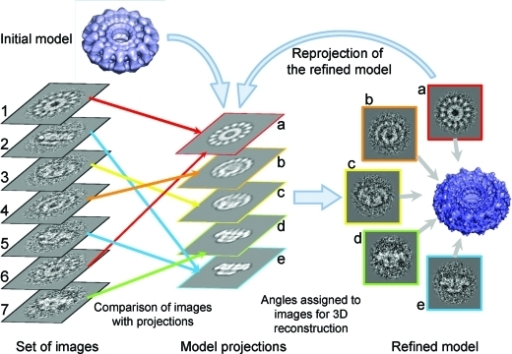 Initial model
Reprojection
of the refined model
1
2
3
4
5
6
7
a
b
c
d
e
a
b
c
d
e
Comparison of images
with projections
Angles assigned to
images for 3D
reconstruction
Set of images
Model projections
Refined model